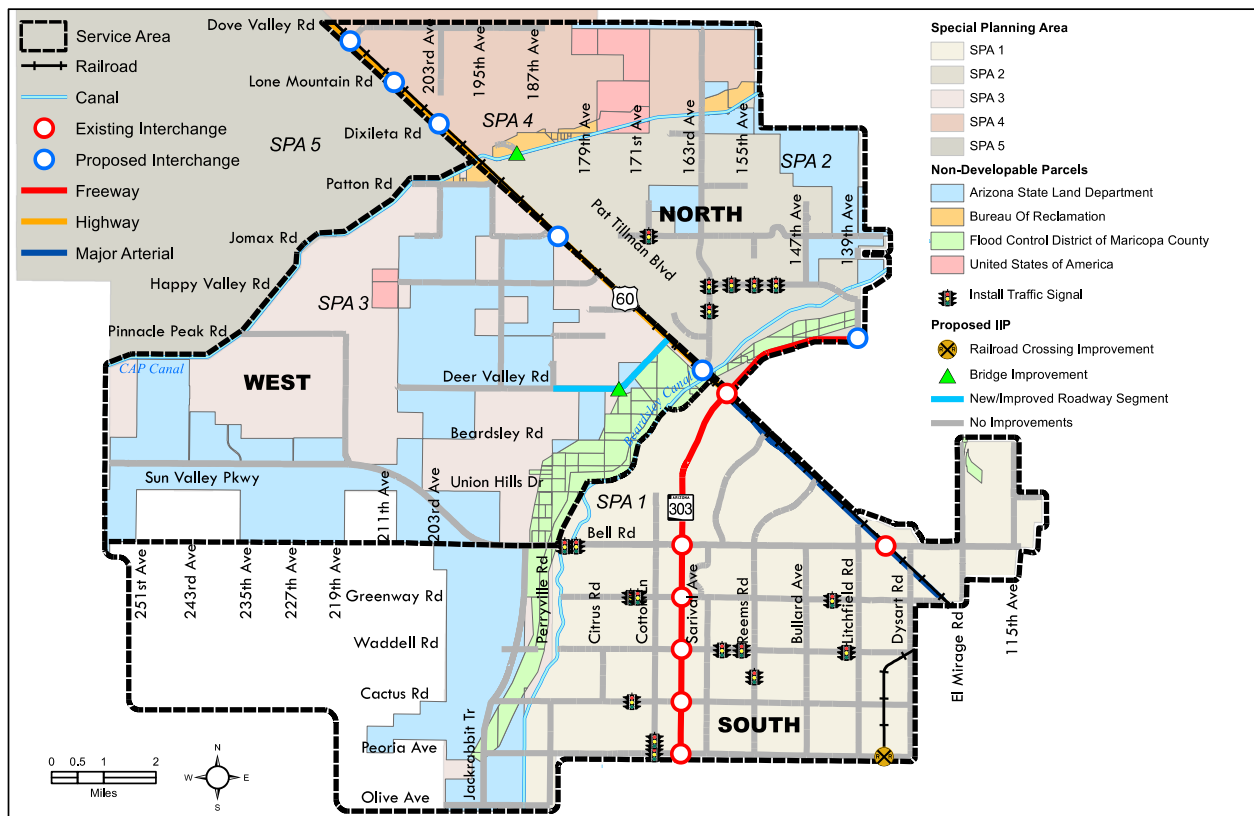 Service Area
Railroad
Canal
Existing Interchange
Proposed Interchange
Freeway
Highway
Major Arterial
Dove Valley Rd
Lone Mountain Rd
Dixileta Rd
Patton Rd
Jomax Rd
Happy Valley Rd
Pinnacle Peak Rd
CAP Canal
SPA 5
SPA 4
SPA 3
SPA 2
SPA 1
203rd Ave
195th Ave
187th Ave
179th Ave
171st Ave
163rd Ave
155th Ave
147th Ave
139th Ave
NORTH
Pat Tillman Blvd
60
WEST
Deer Valley Rd
Beardsley Canal
Beardsley Rd
Sun Valley Pkwy
Union Hills Dr
211th Ave
203rd Ave
ARIZONA
303
Bell Rd
251st Ave
243rd Ave
235th Ave
227th Ave
219th Ave
Greenway Rd
Waddell Rd
Cactus Rd
Peoria Ave
Olive Ave
Jackrabbit Tr
Perryville Rd
Citrus Rd
Cotton Ln
Sarival Ave
Reems Rd
Bullard Ave
Litchfield Rd
Dysart Rd
El Mirage Rd
115th Ave
SOUTH
R R
0 0.5 1 2
Miles
N
W E
S
Special Planning Area
SPA 1
SPA 2
SPA 3
SPA 4
SPA 5
Non-Developable Parcels
Arizona State Land Department
Bureau Of Reclamation
Flood Control District of Maricopa County
United States of America
Install Traffic Signal
Proposed IIP
R R
Railroad Crossing Improvement
Bridge Improvement
New/Improved Roadway Segment
No Improvements